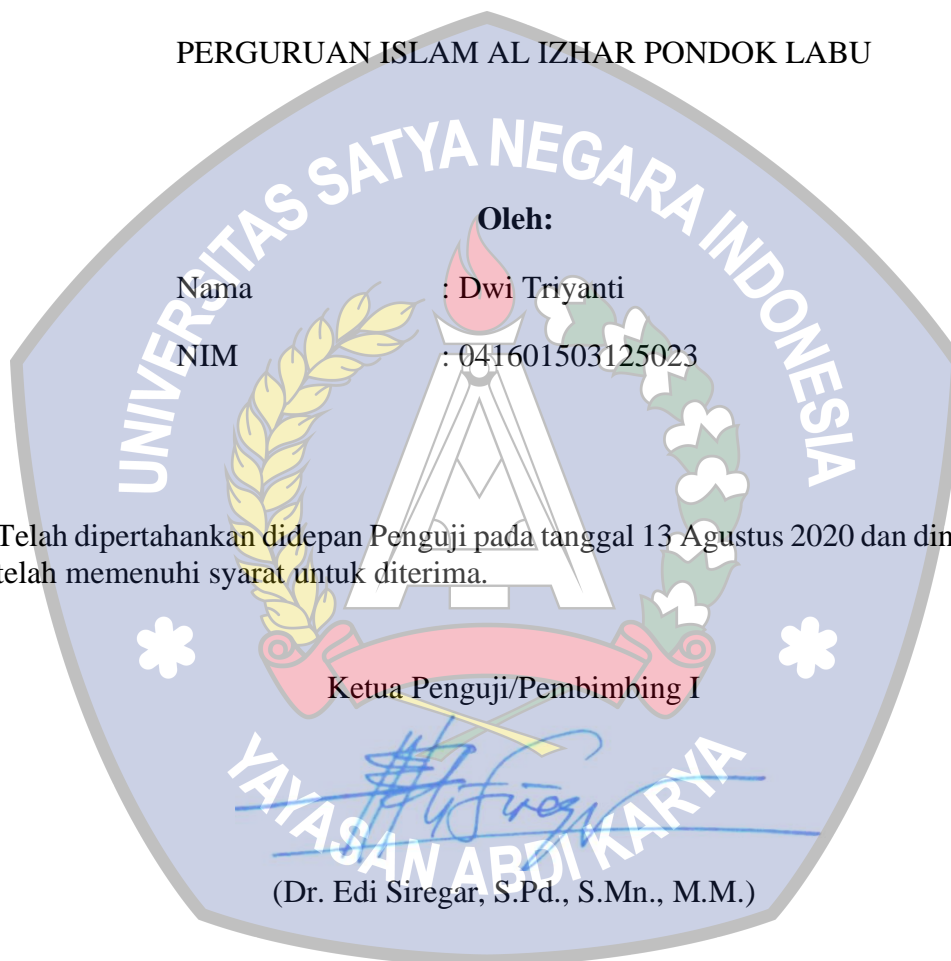 PERGURUAN ISLAM AL IZHAR PONDOK LABU
UNIVERSITAS SATYA NEGARA INDONESIA
Oleh:
Nama : Dwi Triyanti
NIM : 041601503125023
Telah dipertahankan didepan Penguji pada tanggal 13 Agustus 2020 dan
telah memenuhi syarat untuk diterima.
Ketua Penguji/Pembimbing I
YAYASAN ABDI KARYA
(Dr. Edi Siregar, S.Pd., S.Mn., M.M.)